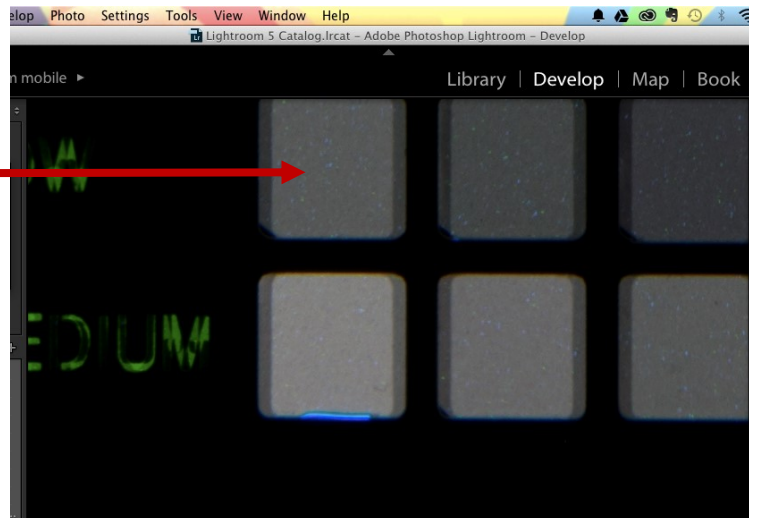 elop Photo Settings Tools View Window Help
Lr Lightroom 5 Catalog.lrcat – Adobe Photoshop Lightroom – Develop
m mobile ▸ Library | Develop | Map | Book
W
EDIUM